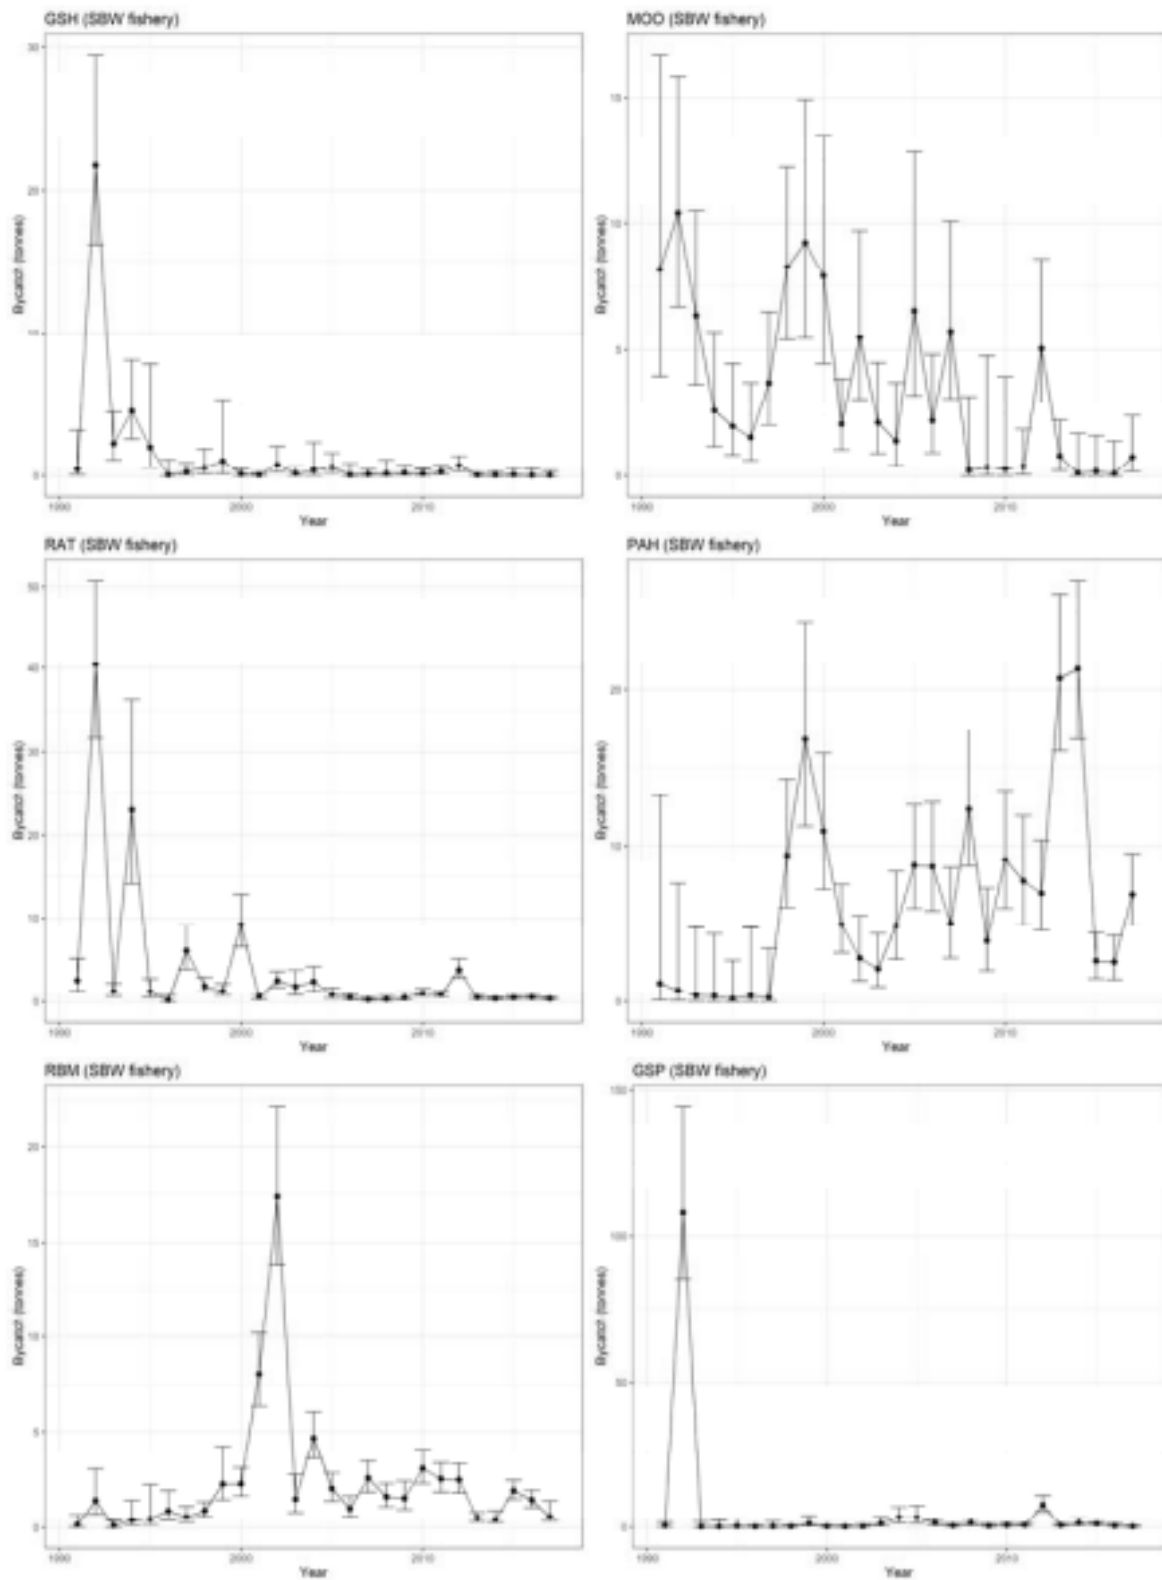 GSH (SBW fishery)
30
20
10
0
Bycatch (tonnes)
1990 2000 2010
Year
MOO (SBW fishery)
15
10
5
0
Bycatch (tonnes)
1990 2000 2010
Year
RAT (SBW fishery)
50
40
30
20
10
0
Bycatch (tonnes)
1990 2000 2010
Year
PAH (SBW fishery)
20
10
0
Bycatch (tonnes)
1990 2000 2010
Year
RBM (SBW fishery)
20
15
10
5
0
Bycatch (tonnes)
1990 2000 2010
Year
GSP (SBW fishery)
150
100
50
0
Bycatch (tonnes)
1990 2000 2010
Year